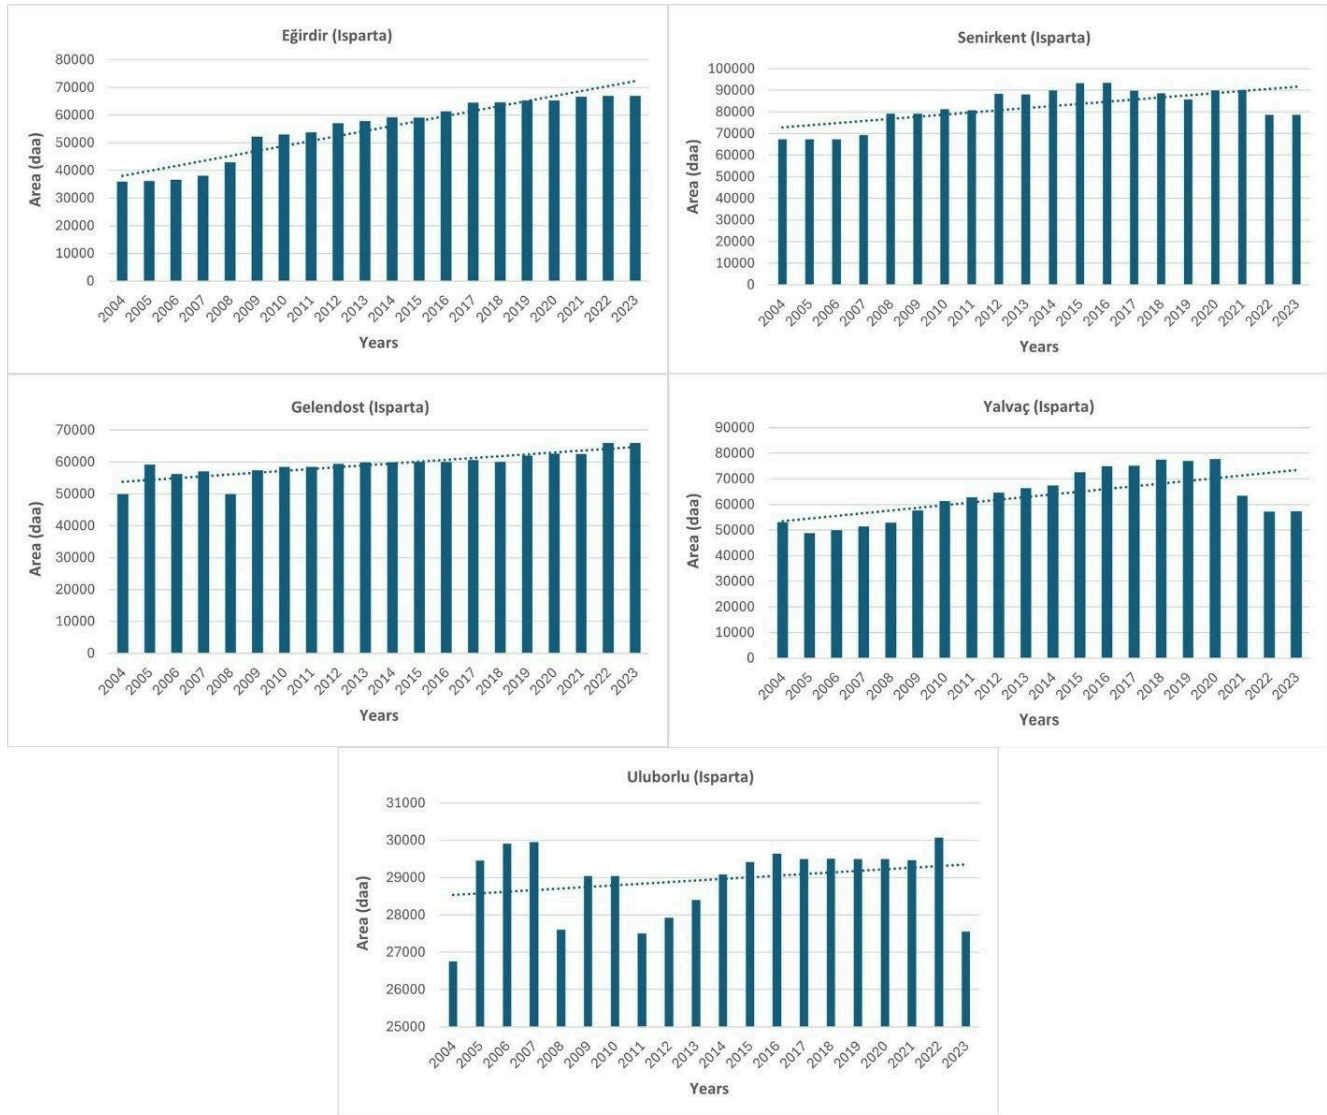 Eğirdir (Isparta)
Area (daa)
80000
70000
60000
50000
40000
30000
20000
10000
0
2004 2005 2006 2007 2008 2009 2010 2011 2012 2013 2014 2015 2016 2017 2018 2019 2020 2021 2022 2023
Years
Senirkent (Isparta)
Area (daa)
100000
90000
80000
70000
60000
50000
40000
30000
20000
10000
0
2004 2005 2006 2007 2008 2009 2010 2011 2012 2013 2014 2015 2016 2017 2018 2019 2020 2021 2022 2023
Years
Gelendost (Isparta)
Area (daa)
70000
60000
50000
40000
30000
20000
10000
0
2004 2005 2006 2007 2008 2009 2010 2011 2012 2013 2014 2015 2016 2017 2018 2019 2020 2021 2022 2023
Years
Yalvaç (Isparta)
Area (daa)
90000
80000
70000
60000
50000
40000
30000
20000
10000
0
2004 2005 2006 2007 2008 2009 2010 2011 2012 2013 2014 2015 2016 2017 2018 2019 2020 2021 2022 2023
Years
Uluborlu (Isparta)
Area (daa)
31000
30000
29000
28000
27000
26000
25000
2004 2005 2006 2007 2008 2009 2010 2011 2012 2013 2014 2015 2016 2017 2018 2019 2020 2021 2022 2023
Years